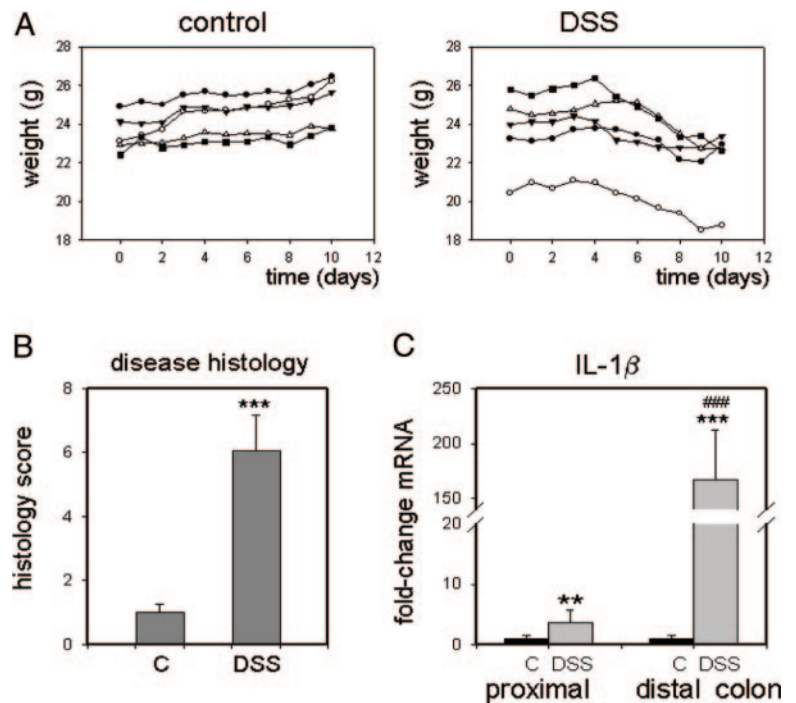 A
control
DSS
weight (g)
28
26
24
22
20
18
0 2 4 6 8 10 12
time (days)
weight (g)
28
26
24
22
20
18
0 2 4 6 8 10 12
time (days)
B
disease histology
histology score
8
6
4
2
0
***
C DSS
C
IL-1β
fold-change mRNA
250
200
150
20
10
0
###
***
**
C DSS C DSS
proximal distal colon